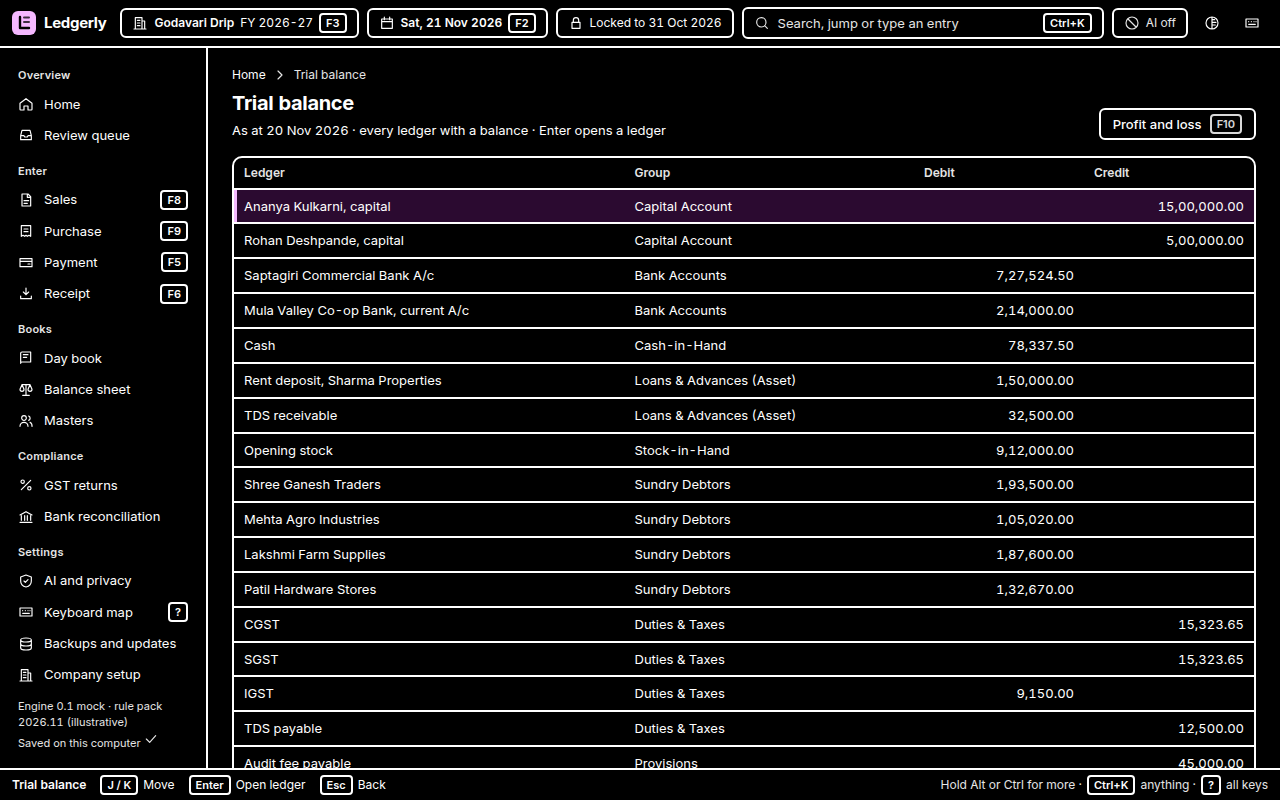 Ledgerly
Godavari Drip FY 2026-27 F3
Sat, 21 Nov 2026 F2
Locked to 31 Oct 2026
Search, jump or type an entry Ctrl+K
AI off
Overview
Home
Review queue
Enter
Sales F8
Purchase F9
Payment F5
Receipt F6
Books
Day book
Balance sheet
Masters
Compliance
GST returns
Bank reconciliation
Settings
AI and privacy
Keyboard map ?
Backups and updates
Company setup
Engine 0.1 mock · rule pack
2026.11 (illustrative)
Saved on this computer
Home Trial balance
Trial balance
As at 20 Nov 2026 · every ledger with a balance · Enter opens a ledger
Profit and loss F10
Ledger Group Debit Credit
Ananya Kulkarni, capital Capital Account 15,00,000.00
Rohan Deshpande, capital Capital Account 5,00,000.00
Saptagiri Commercial Bank A/c Bank Accounts 7,27,524.50
Mula Valley Co-op Bank, current A/c Bank Accounts 2,14,000.00
Cash Cash-in-Hand 78,337.50
Rent deposit, Sharma Properties Loans & Advances (Asset) 1,50,000.00
TDS receivable Loans & Advances (Asset) 32,500.00
Opening stock Stock-in-Hand 9,12,000.00
Shree Ganesh Traders Sundry Debtors 1,93,500.00
Mehta Agro Industries Sundry Debtors 1,05,020.00
Lakshmi Farm Supplies Sundry Debtors 1,87,600.00
Patil Hardware Stores Sundry Debtors 1,32,670.00
CGST Duties & Taxes 15,323.65
SGST Duties & Taxes 15,323.65
IGST Duties & Taxes 9,150.00
TDS payable Duties & Taxes 12,500.00
Audit fee payable Provisions 45,000.00
Trial balance J / K Move Enter Open ledger Esc Back
Hold Alt or Ctrl for more · Ctrl+K anything · ? all keys